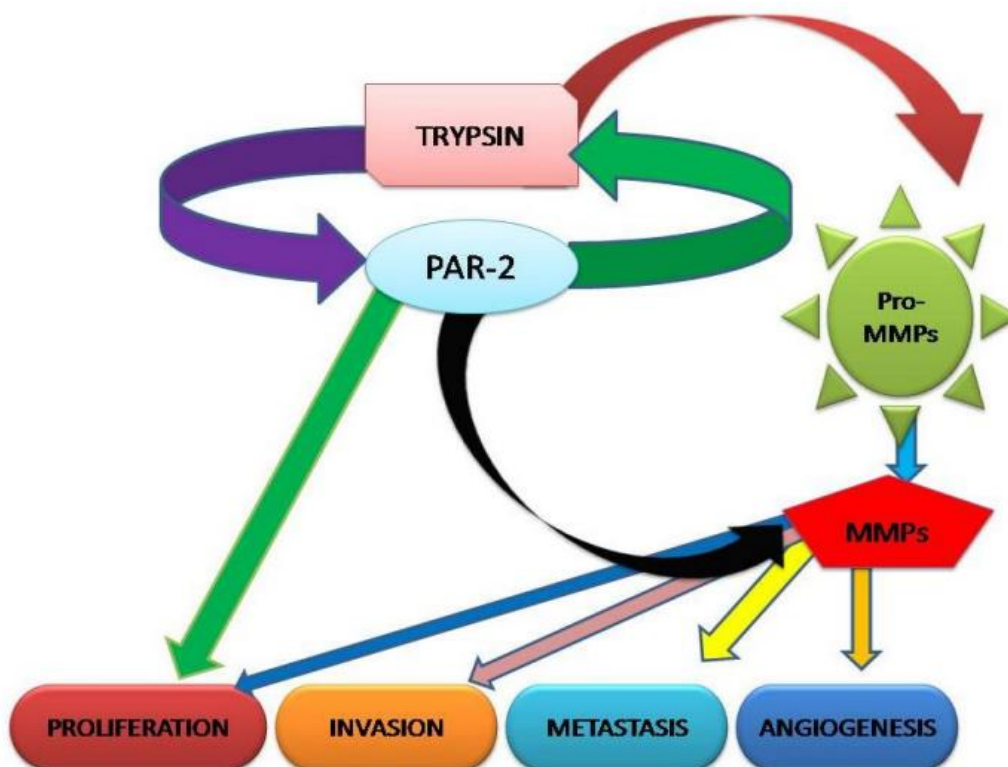 TRYPSIN
PAR-2
Pro-
MMPs
MMPs
PROLIFERATION
INVASION
METASTASIS
ANGIOGENESIS